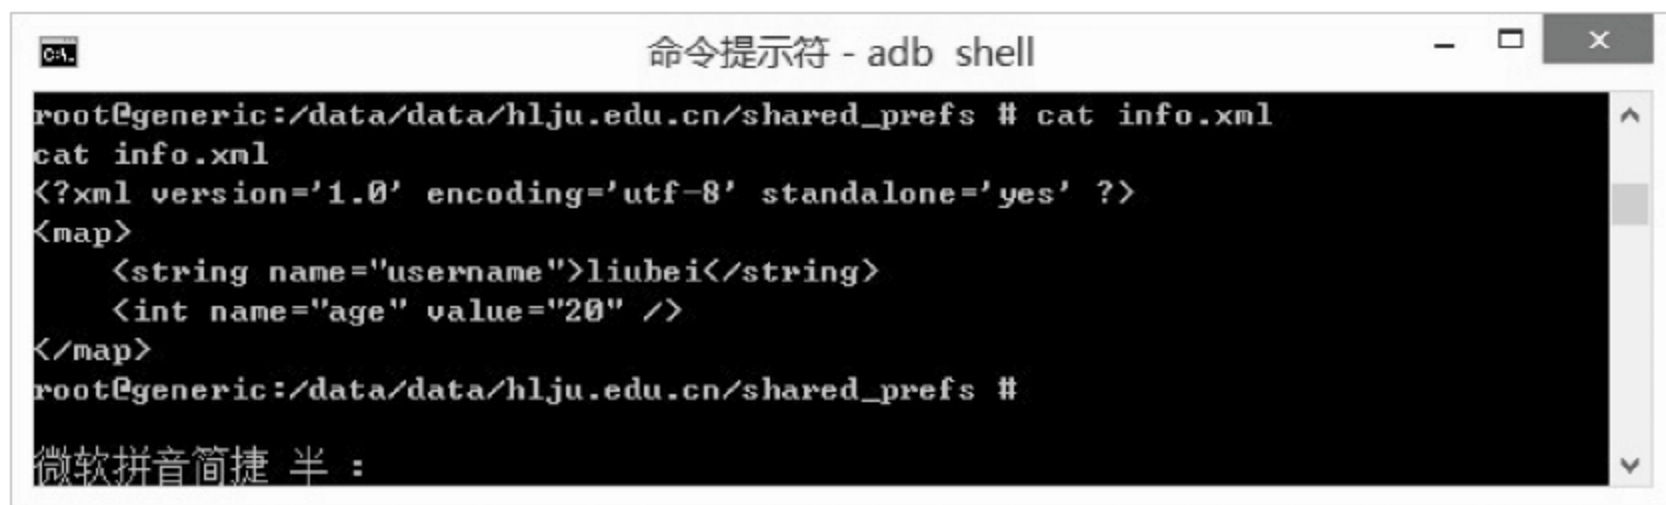 命令提示符 - adb  shell
root@generic:/data/data/hlju.edu.cn/shared_prefs # cat info.xml
cat info.xml
<?xml version='1.0' encoding='utf-8' standalone='yes' ?>
<map>
    <string name="username">liubei</string>
    <int name="age" value="20" />
</map>
root@generic:/data/data/hlju.edu.cn/shared_prefs #
微软拼音简捷 半 :